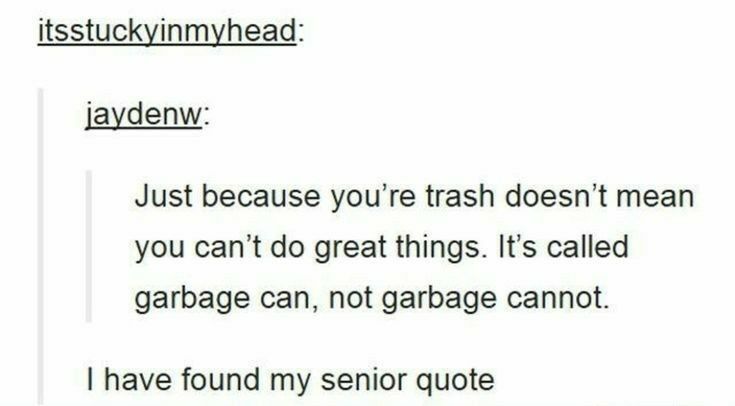 itsstuckyinmyhead:
jaydenw:
Just because you’re trash doesn’t mean
you can’t do great things. It’s called
garbage can, not garbage cannot.
I have found my senior quote